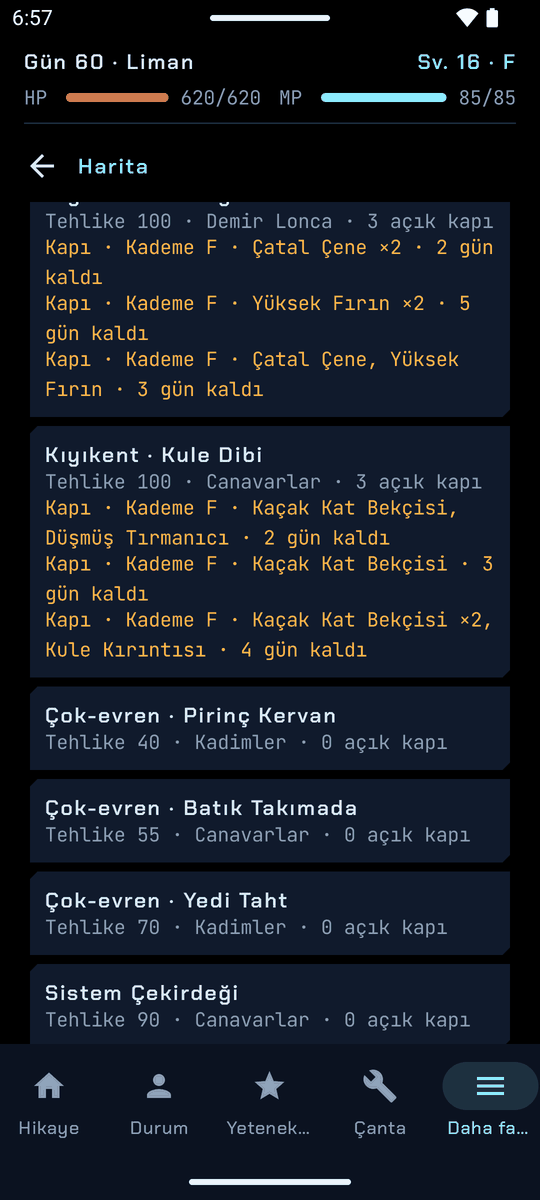 6:57
Gün 60 · Liman
Sv. 16 · F
HP 620/620 MP 85/85
Harita
Tehlike 100 · Demir Lonca · 3 açık kapı
Kapı · Kademe F · Çatal Çene ×2 · 2 gün
kaldı
Kapı · Kademe F · Yüksek Fırın ×2 · 5
gün kaldı
Kapı · Kademe F · Çatal Çene, Yüksek
Fırın · 3 gün kaldı
Kıyıkent · Kule Dibi
Tehlike 100 · Canavarlar · 3 açık kapı
Kapı · Kademe F · Kaçak Kat Bekçisi,
Düşmüş Tırmanıcı · 2 gün kaldı
Kapı · Kademe F · Kaçak Kat Bekçisi · 3
gün kaldı
Kapı · Kademe F · Kaçak Kat Bekçisi ×2,
Kule Kırıntısı · 4 gün kaldı
Çok-evren · Pirinç Kervan
Tehlike 40 · Kadimler · 0 açık kapı
Çok-evren · Batık Takımada
Tehlike 55 · Canavarlar · 0 açık kapı
Çok-evren · Yedi Taht
Tehlike 70 · Kadimler · 0 açık kapı
Sistem Çekirdeği
Tehlike 90 · Canavarlar · 0 açık kapı
Hikaye
Durum
Yetenek...
Çanta
Daha fa...